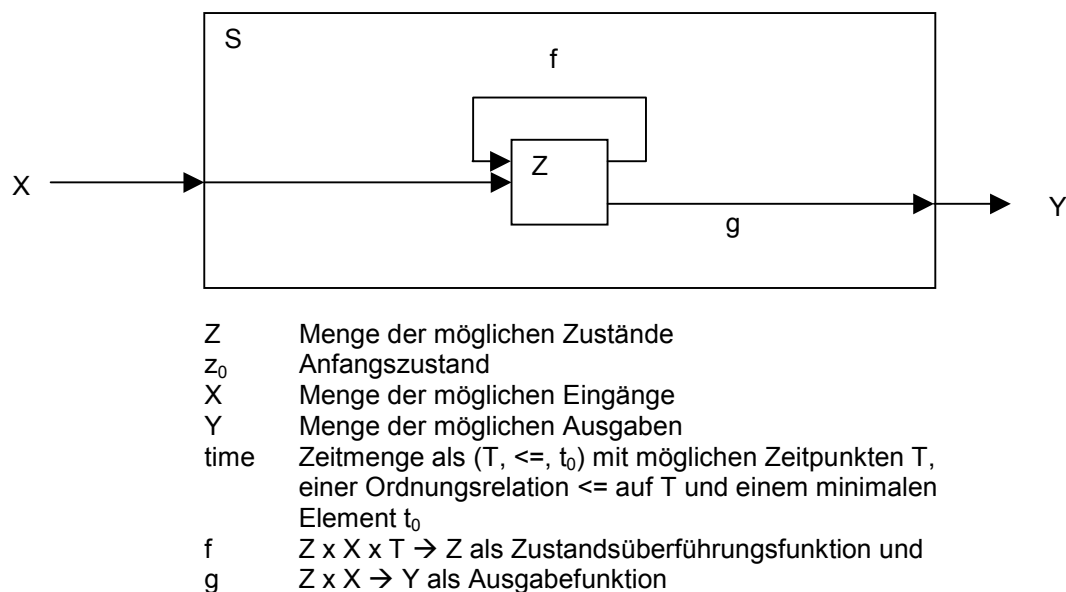 S
f
Z
X
Y
g
Z Menge der möglichen Zustände
z₀ Anfangszustand
X Menge der möglichen Eingänge
Y Menge der möglichen Ausgaben
time Zeitmenge als (T, <=, t₀) mit möglichen Zeitpunkten T,
einer Ordnungsrelation <= auf T und einem minimalen
Element t₀
f Z x X x T → Z als Zustandsüberführungsfunktion und
g Z x X → Y als Ausgabefunktion